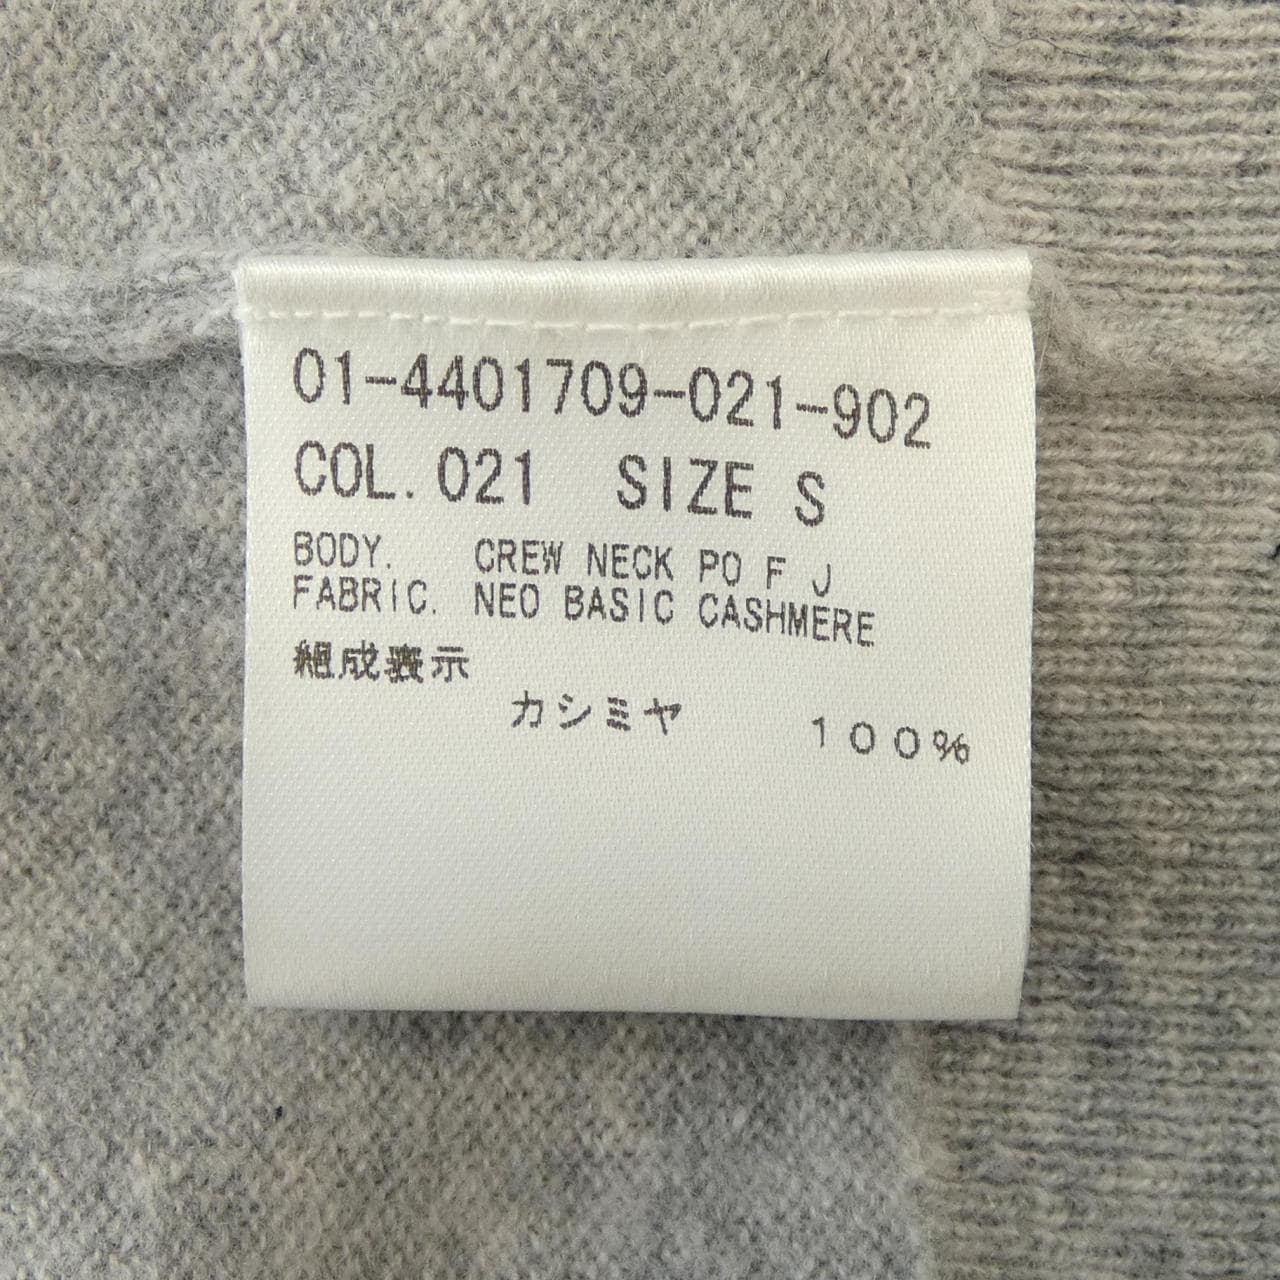 01-4401709-021-902
COL.021 SIZE S
BODY. CREW NECK PO F J
FABRIC. NEO BASIC CASHMERE
組成表示
カシミヤ 100%